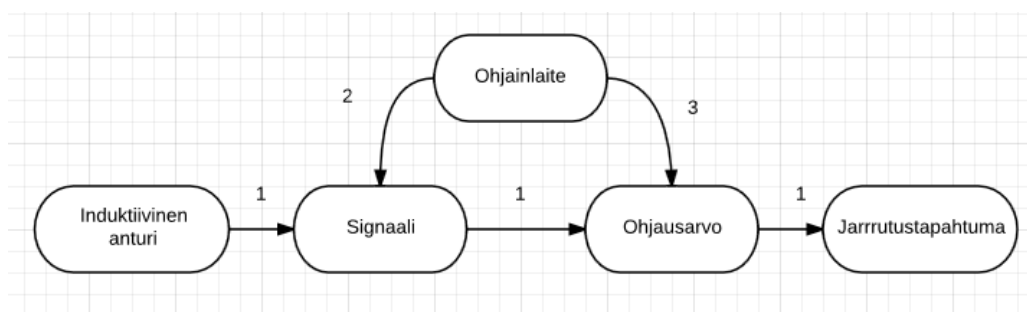 Ohjainlaite
2
3
1
1
1
Induktiivinen
anturi
Signaali
Ohjausarvo
Jarrrutustapahtuma